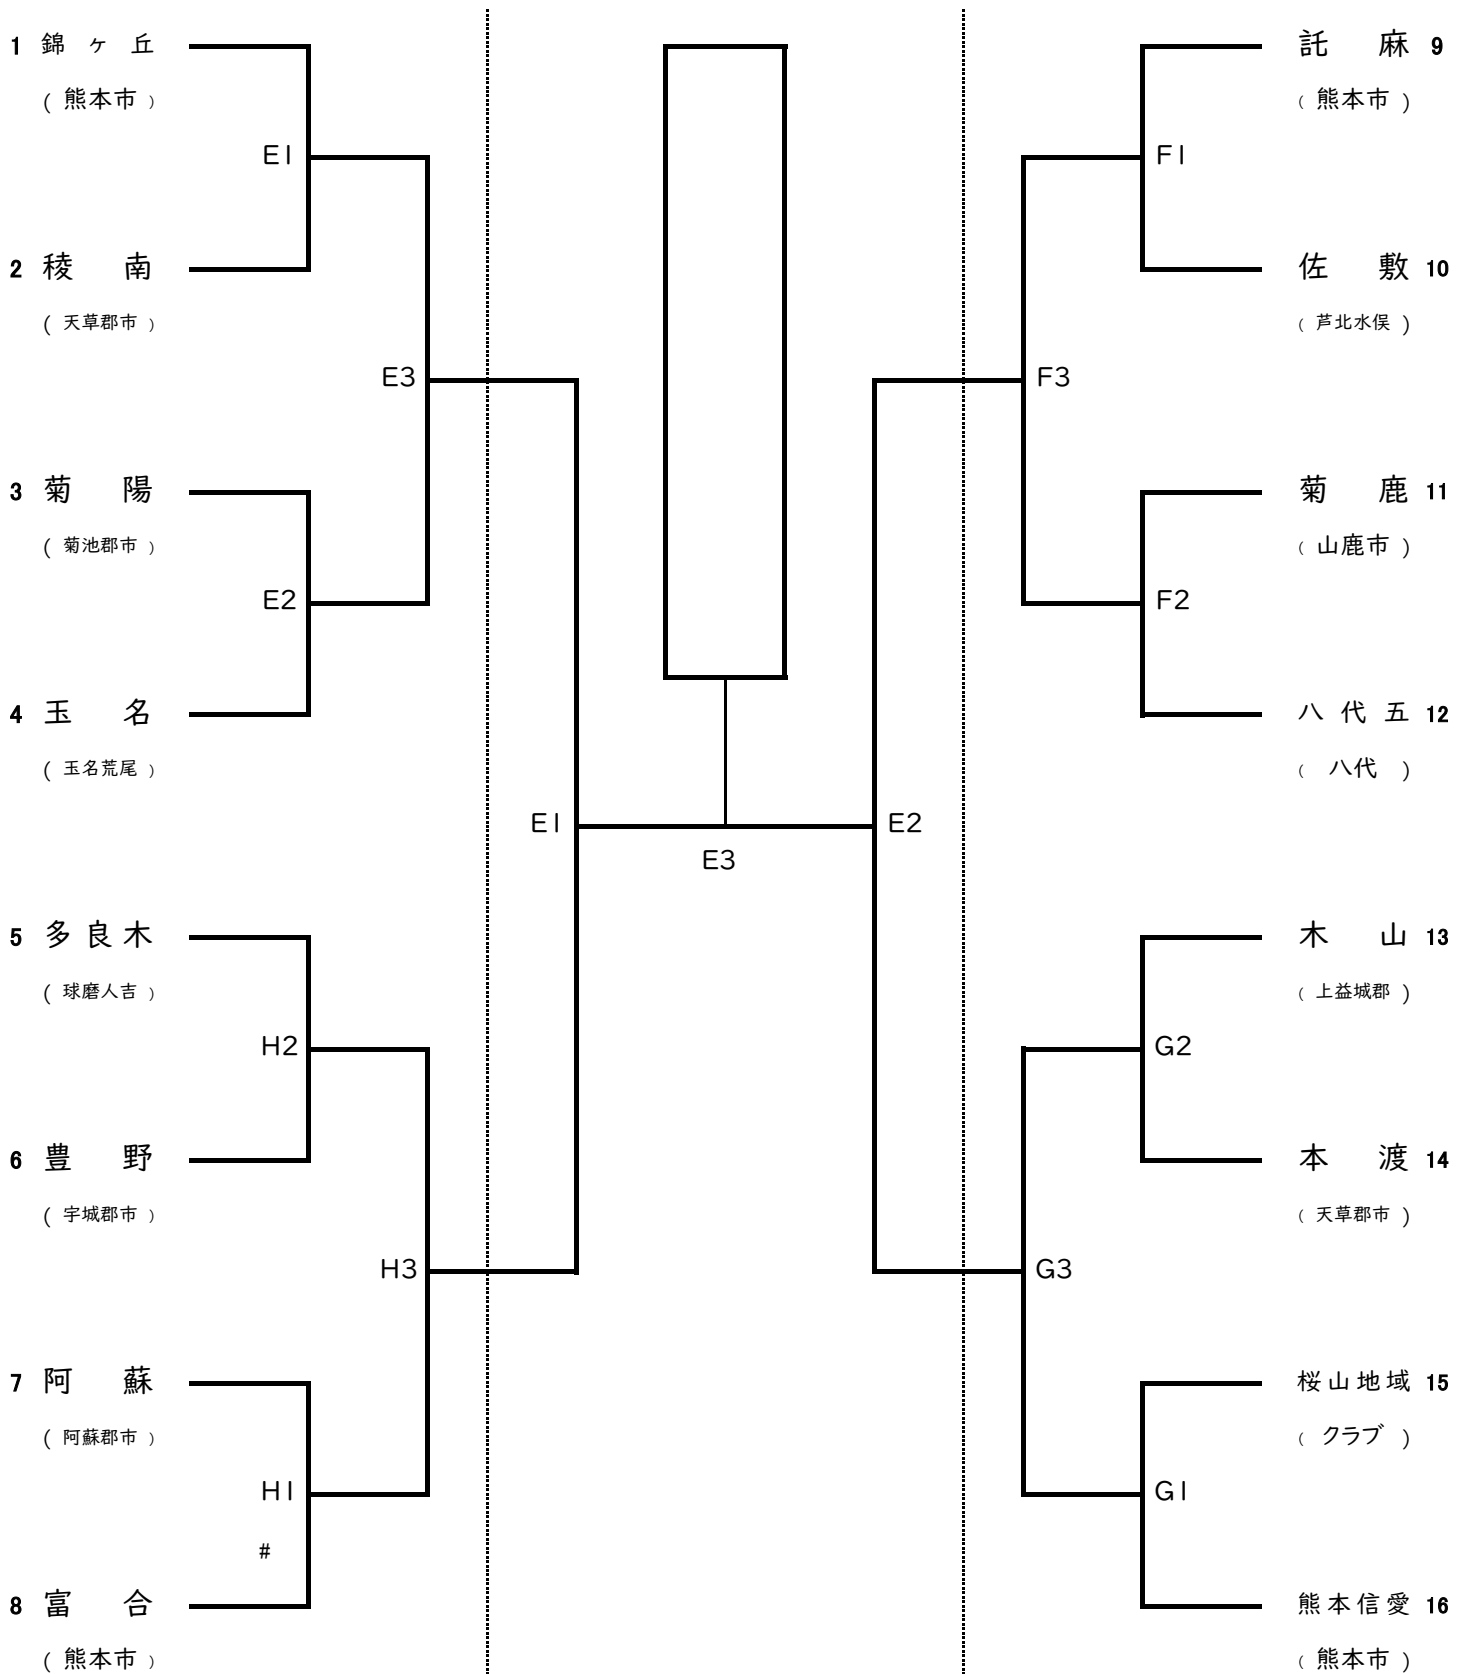 1 錦ヶ丘
( 熊本市 )
E1
2 稜南
( 天草郡市 )
E3
3 菊陽
( 菊池郡市 )
E2
4 玉名
( 玉名荒尾 )
5 多良木
( 球磨人吉 )
H2
6 豊野
( 宇城郡市 )
H3
7 阿蘇
( 阿蘇郡市 )
H1
#
8 富合
( 熊本市 )
E1
E3
E2
託麻 9
( 熊本市 )
F1
佐敷 10
( 芦北水俣 )
F3
菊鹿 11
( 山鹿市 )
F2
八代五 12
( 八代 )
木山 13
( 上益城郡 )
G2
本渡 14
( 天草郡市 )
G3
桜山地域 15
( クラブ )
G1
熊本信愛 16
( 熊本市 )